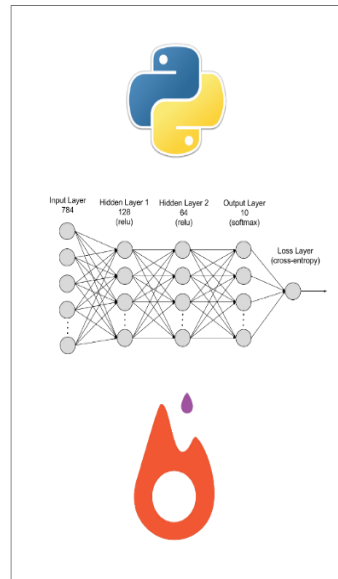 Input Layer
784
Hidden Layer 1
128
(relu)
Hidden Layer 2
64
(relu)
Output Layer
10
(softmax)
Loss Layer
(cross-entropy)